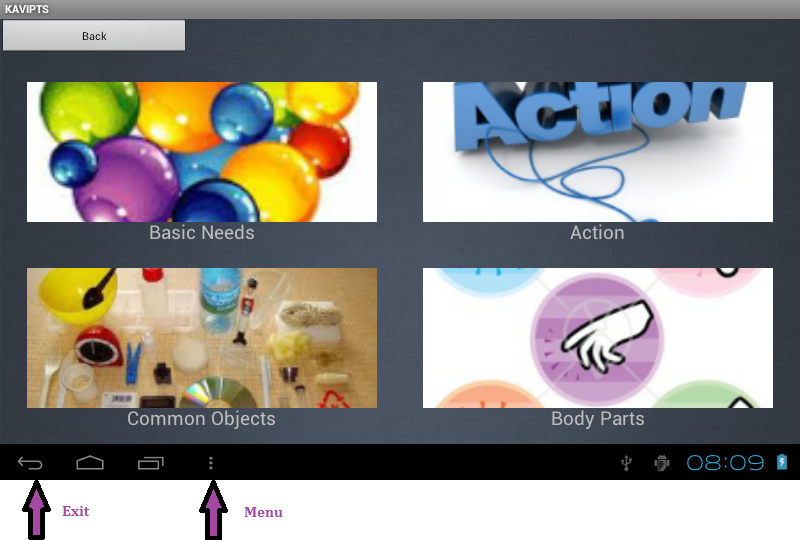 KAVIPTS
Back
Action
Basic Needs
Action
Common Objects
Body Parts
08:09
Exit
Menu